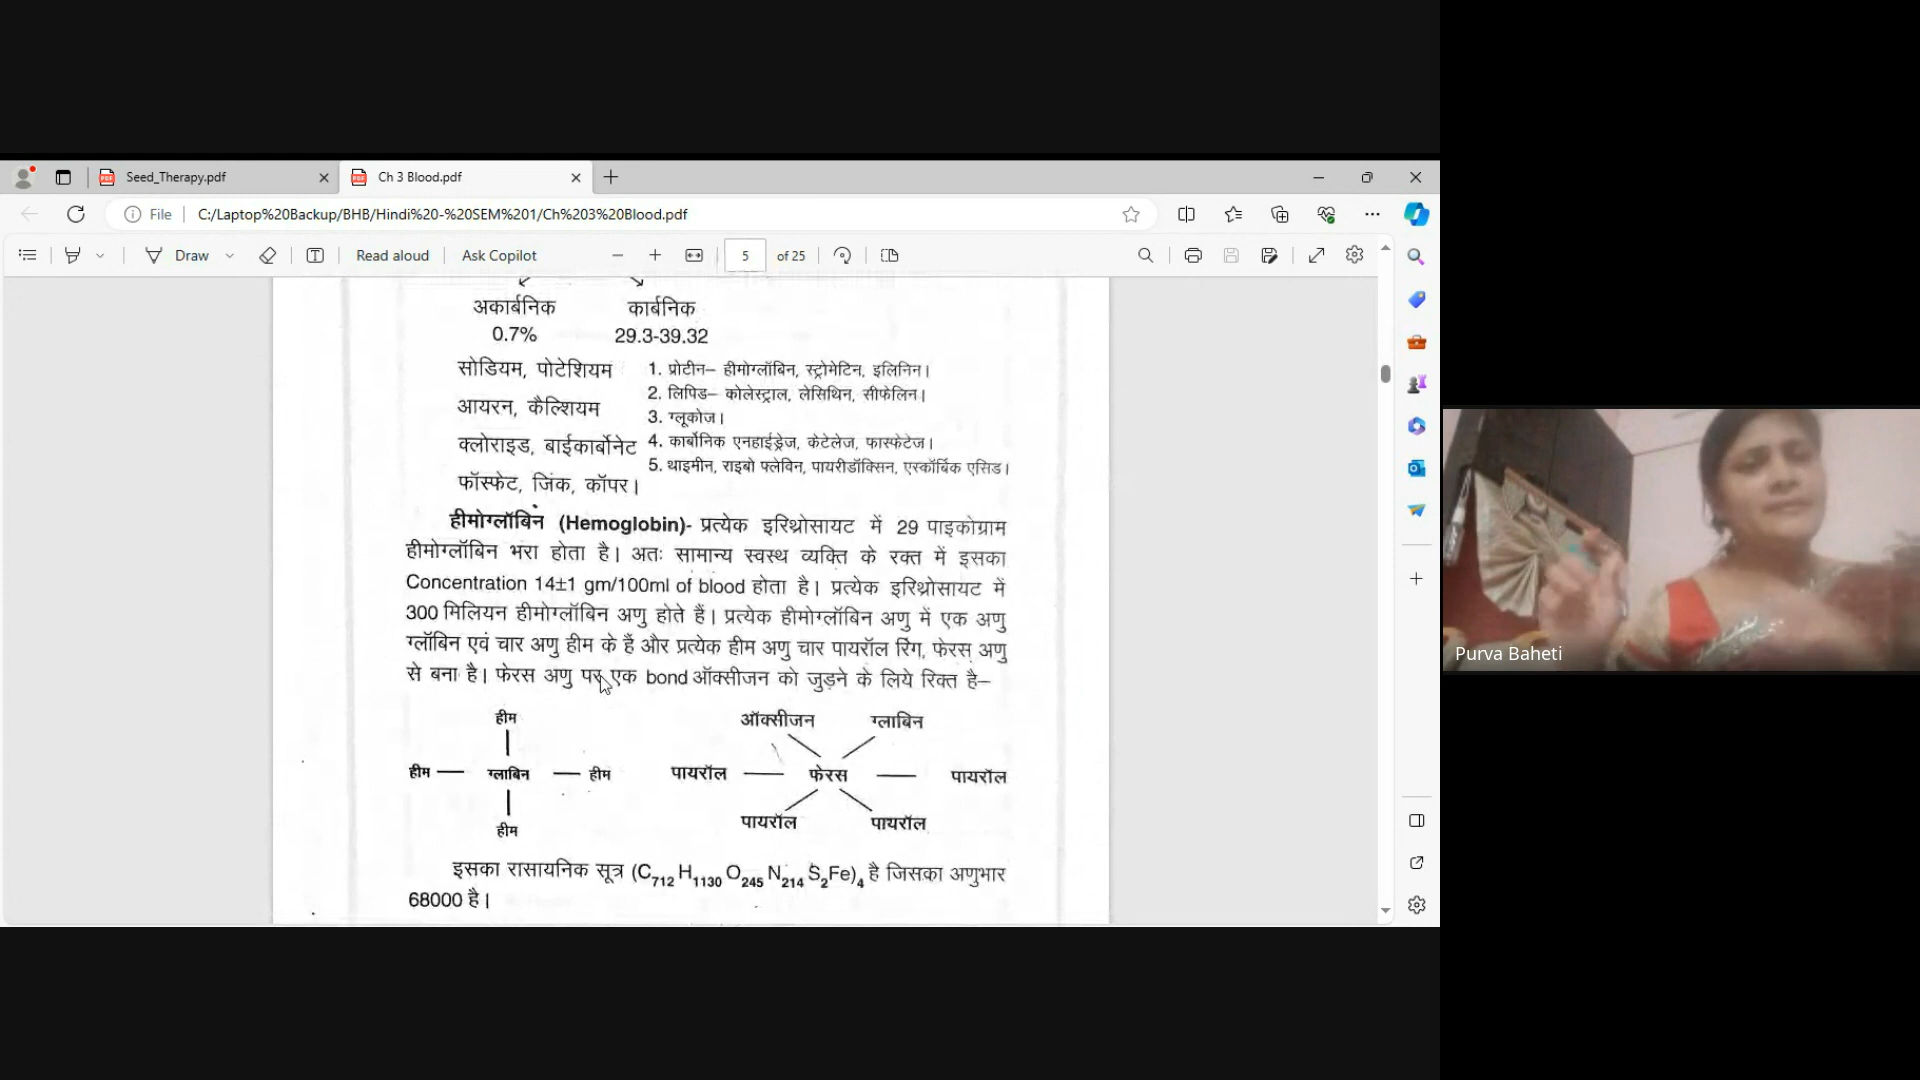 Seed_Therapy.pdf
Ch 3 Blood.pdf
File
C:/Laptop%20Backup/BHB/Hindi%20-%20SEM%201/Ch%203%20Blood.pdf
Draw
Read aloud
Ask Copilot
5
of 25
अकार्बनिक कार्बनिक
0.7% 29.3-39.32
सोडियम, पोटेशियम
आयरन, कैल्शियम
क्लोराइड, बाईकार्बोनेट
फॉस्फेट, जिंक, कॉपर।
1. प्रोटीन– हीमोग्लॉबिन, स्ट्रोमेटिन, इलिनिन।
2. लिपिड– कोलेस्ट्राल, लेसिथिन, सीफेलिन।
3. ग्लूकोज।
4. कार्बोनिक एनहाईड्रेज, केटेलेज, फास्फेटेज।
5. थाइमीन, राइबो फ्लेविन, पायरीडॉक्सिन, एस्कॉर्बिक एसिड।
हीमोग्लॉबिन (Hemoglobin)- प्रत्येक इरिथ्रोसायट में 29 पाइकोग्राम
हीमोग्लॉबिन भरा होता है। अतः सामान्य स्वस्थ व्यक्ति के रक्त में इसका
Concentration 14±1 gm/100ml of blood होता है। प्रत्येक इरिथ्रोसायट में
300 मिलियन हीमोग्लॉबिन अणु होते हैं। प्रत्येक हीमोग्लॉबिन अणु में एक अणु
ग्लॉबिन एवं चार अणु हीम के हैं और प्रत्येक हीम अणु चार पायरॉल रिंग, फेरस अणु
से बना है। फेरस अणु पर एक bond ऑक्सीजन को जुड़ने के लिये रिक्त है–
हीम
हीम ग्लाबिन हीम
हीम
ऑक्सीजन ग्लाबिन
पायरॉल फेरस पायरॉल
पायरॉल पायरॉल
इसका रासायनिक सूत्र (C₇₁₂H₁₁₃₀O₂₄₅N₂₁₄S₂Fe)₄ है जिसका अणुभार
68000 है।
Purva Baheti